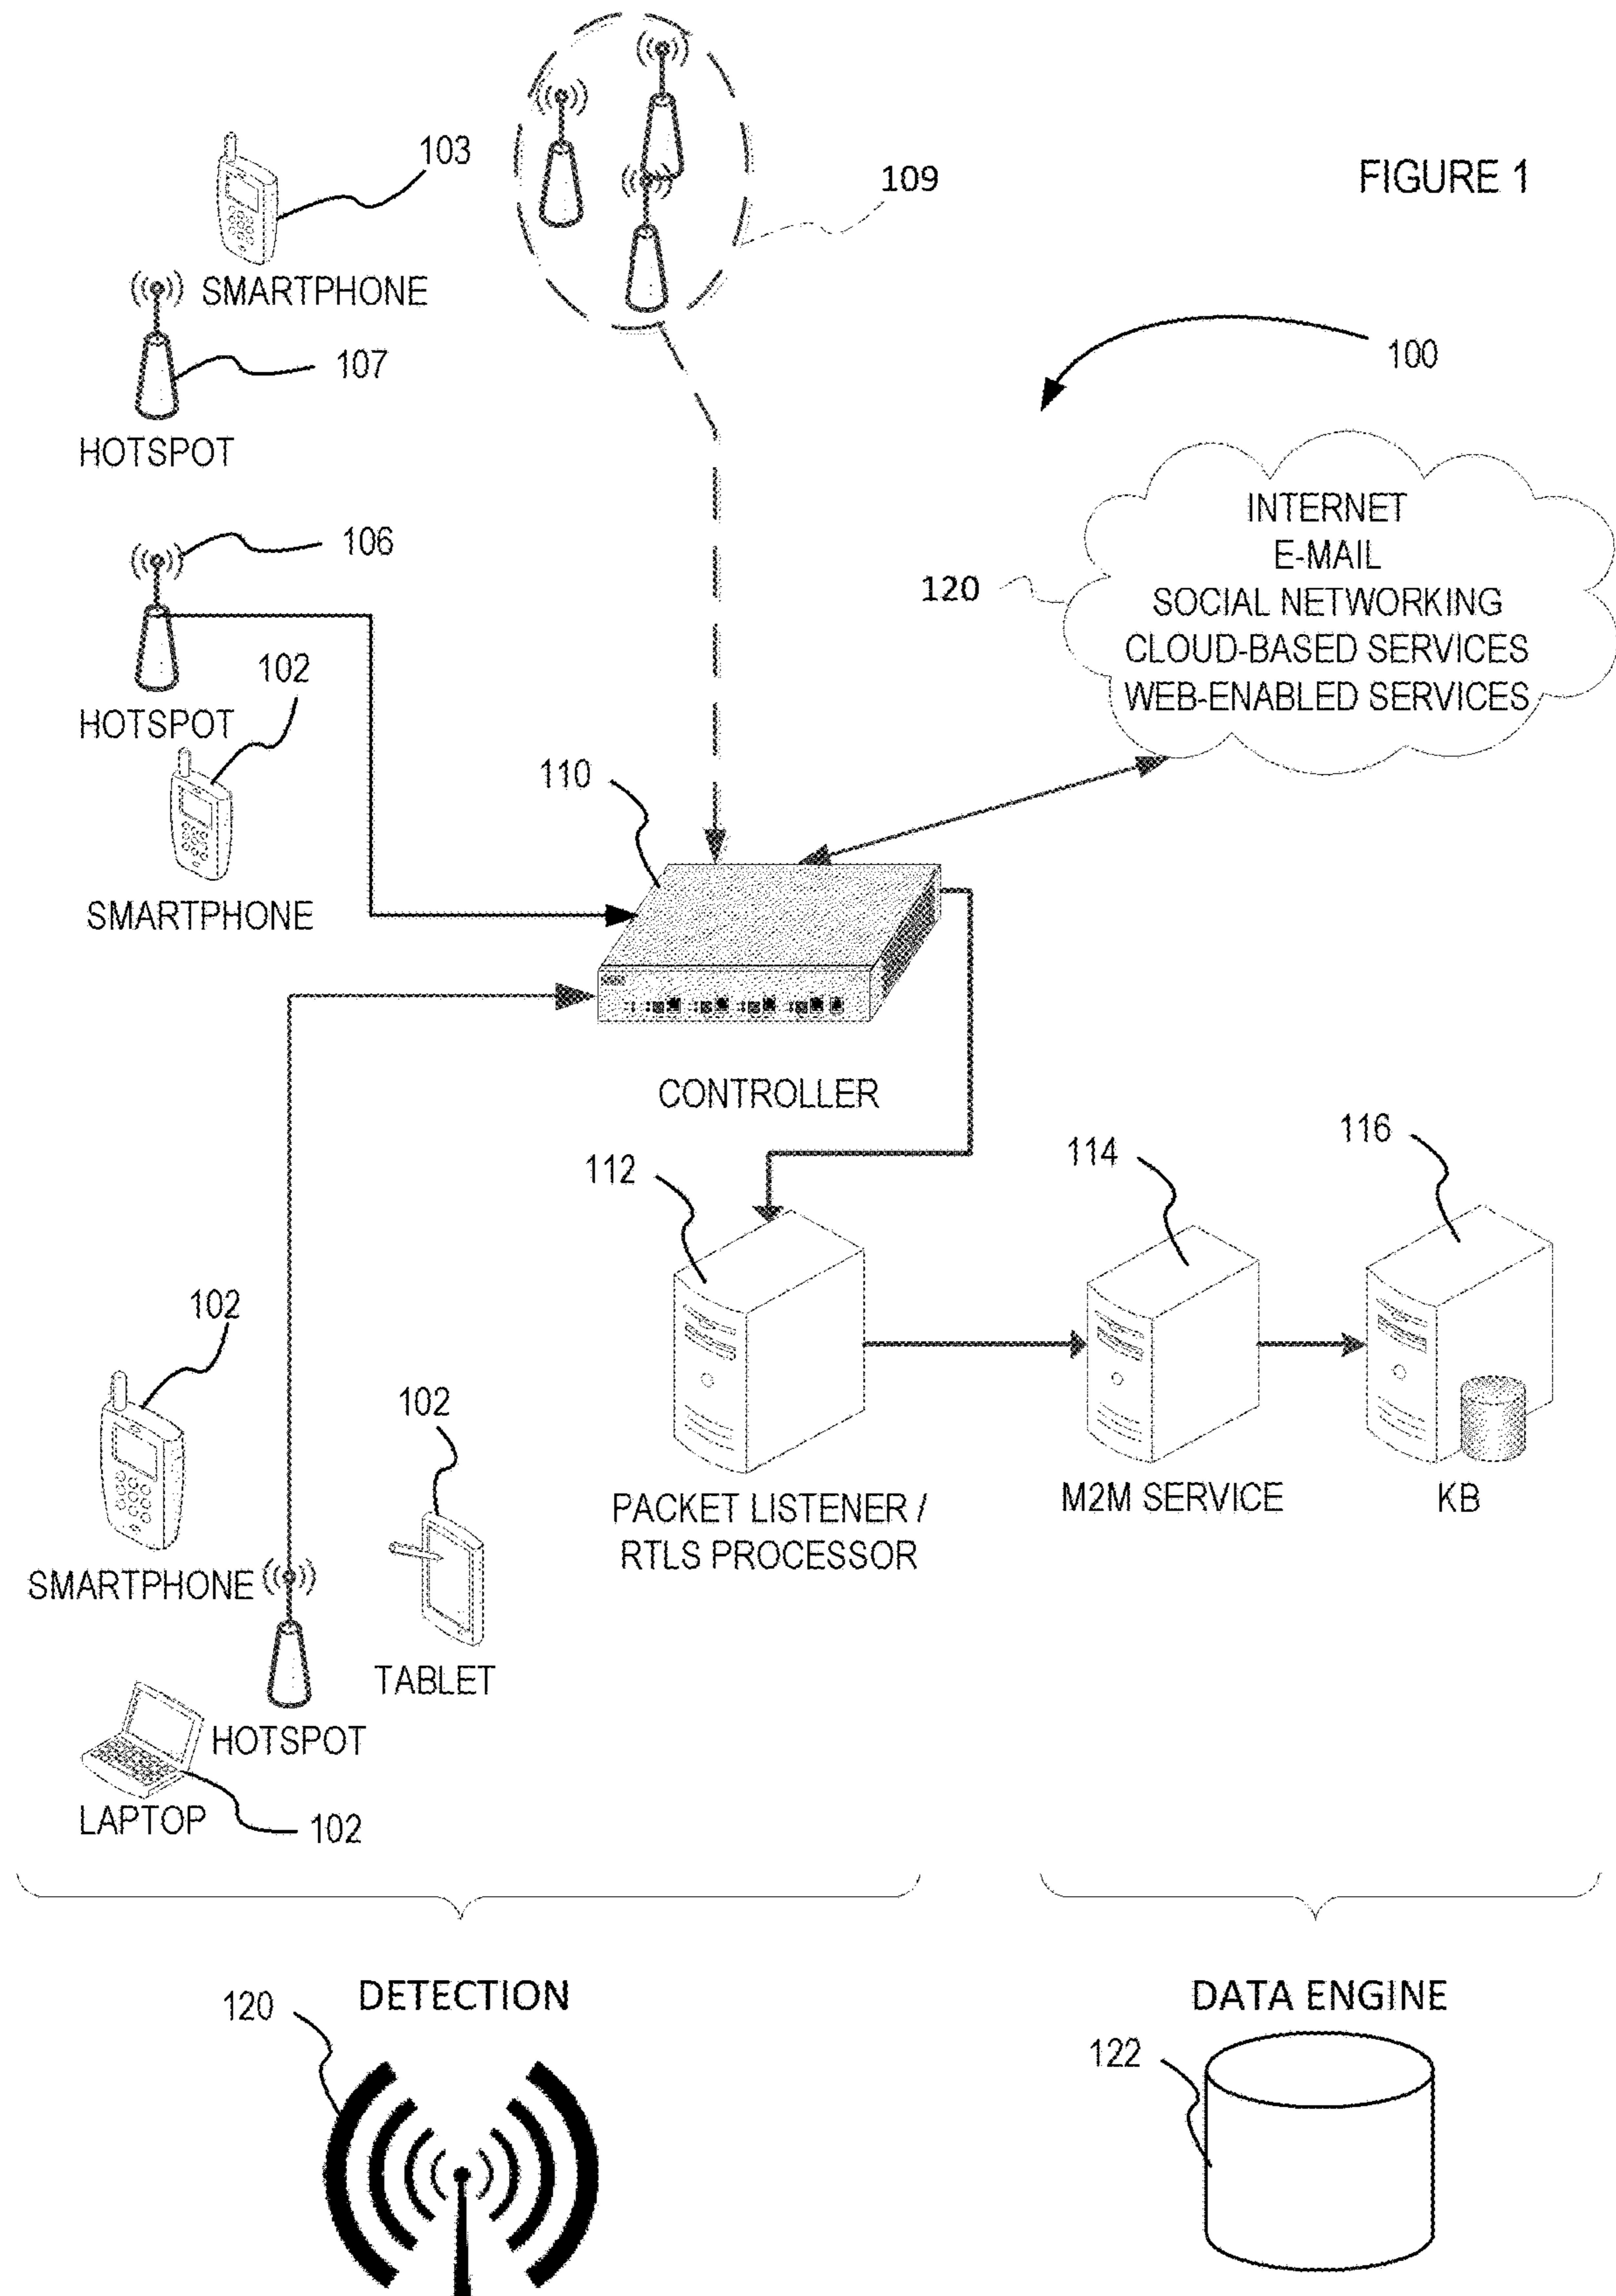 103
109
FIGURE 1
SMARTPHONE
107
HOTSPOT
100
106
INTERNET
E-MAIL
SOCIAL NETWORKING
CLOUD-BASED SERVICES
WEB-ENABLED SERVICES
120
102
HOTSPOT
110
SMARTPHONE
CONTROLLER
112
114
116
102
102
PACKET LISTENER /
RTLS PROCESSOR
M2M SERVICE
KB
SMARTPHONE
TABLET
HOTSPOT
LAPTOP
102
DETECTION
120
DATA ENGINE
122